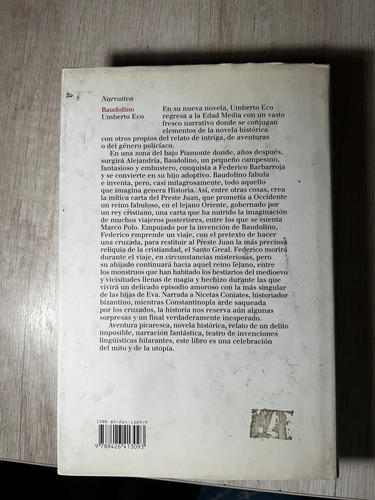 Narrativa
Baudolino
Umberto Eco
En su nueva novela, Umberto Eco
regresa a la Edad Media con un vasto
fresco narrativo donde se conjugan
elementos de la novela histórica
con otros propios del relato de intriga, de aventuras
o del género policíaco.
En una zona del bajo Piamonte donde, años después,
surgirá Alejandría, Baudolino, un pequeño campesino,
fantasioso y embustero, conquista a Federico Barbarroja
y se convierte en su hijo adoptivo. Baudolino fabula
e inventa, pero, casi milagrosamente, todo aquello
que imagina genera Historia. Así, entre otras cosas, crea
la mítica carta del Preste Juan, que prometía a Occidente
un reino fabuloso, en el lejano Oriente, gobernado por
un rey cristiano, una carta que ha nutrido la imaginación
de muchos viajeros posteriores, entre los que se cuenta
Marco Polo. Empujado por la invención de Baudolino,
Federico emprende un viaje, con el pretexto de hacer
una cruzada, para restituir al Preste Juan la más preciosa
reliquia de la cristiandad, el Santo Grial. Federico morirá
durante el viaje, en circunstancias misteriosas, pero
su ahijado continuará hacia aquel reino lejano, entre
los monstruos que han habitado los bestiarios del medioevo
y vicisitudes llenas de magia y hechizo durante las que
vivirá un delicado episodio amoroso con la más singular
de las hijas de Eva. Narrada a Nicetas Coniates, historiador
bizantino, mientras Constantinopla arde saqueada
por los cruzados, la historia nos reserva aún algunas
sorpresas y un final verdaderamente inesperado.
Aventura picaresca, novela histórica, relato de un delito
imposible, narración fantástica, teatro de invenciones
lingüísticas hilarantes, este libro es una celebración
del mito y de la utopía.
ISBN 84-264-1309-9
9 788426 413093